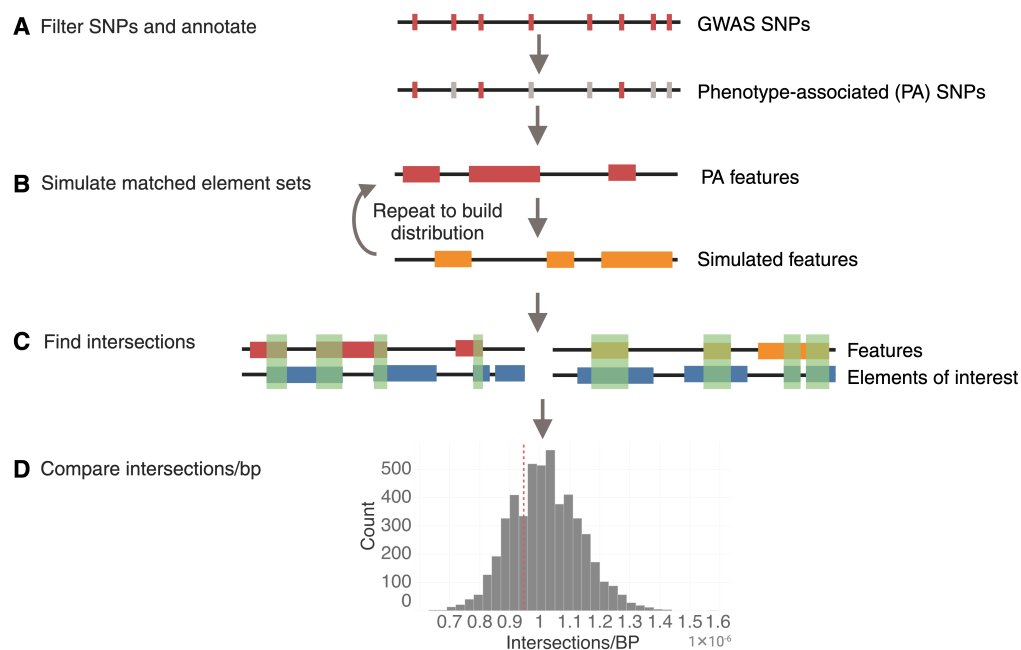 A Filter SNPs and annotate
GWAS SNPs
Phenotype-associated (PA) SNPs
B Simulate matched element sets
PA features
Repeat to build
distribution
Simulated features
C Find intersections
Features
Elements of interest
D Compare intersections/bp
Count
500
400
300
200
100
0
0.7 0.8 0.9 1 1.1 1.2 1.3 1.4 1.5 1.6
Intersections/BP
1×10-6